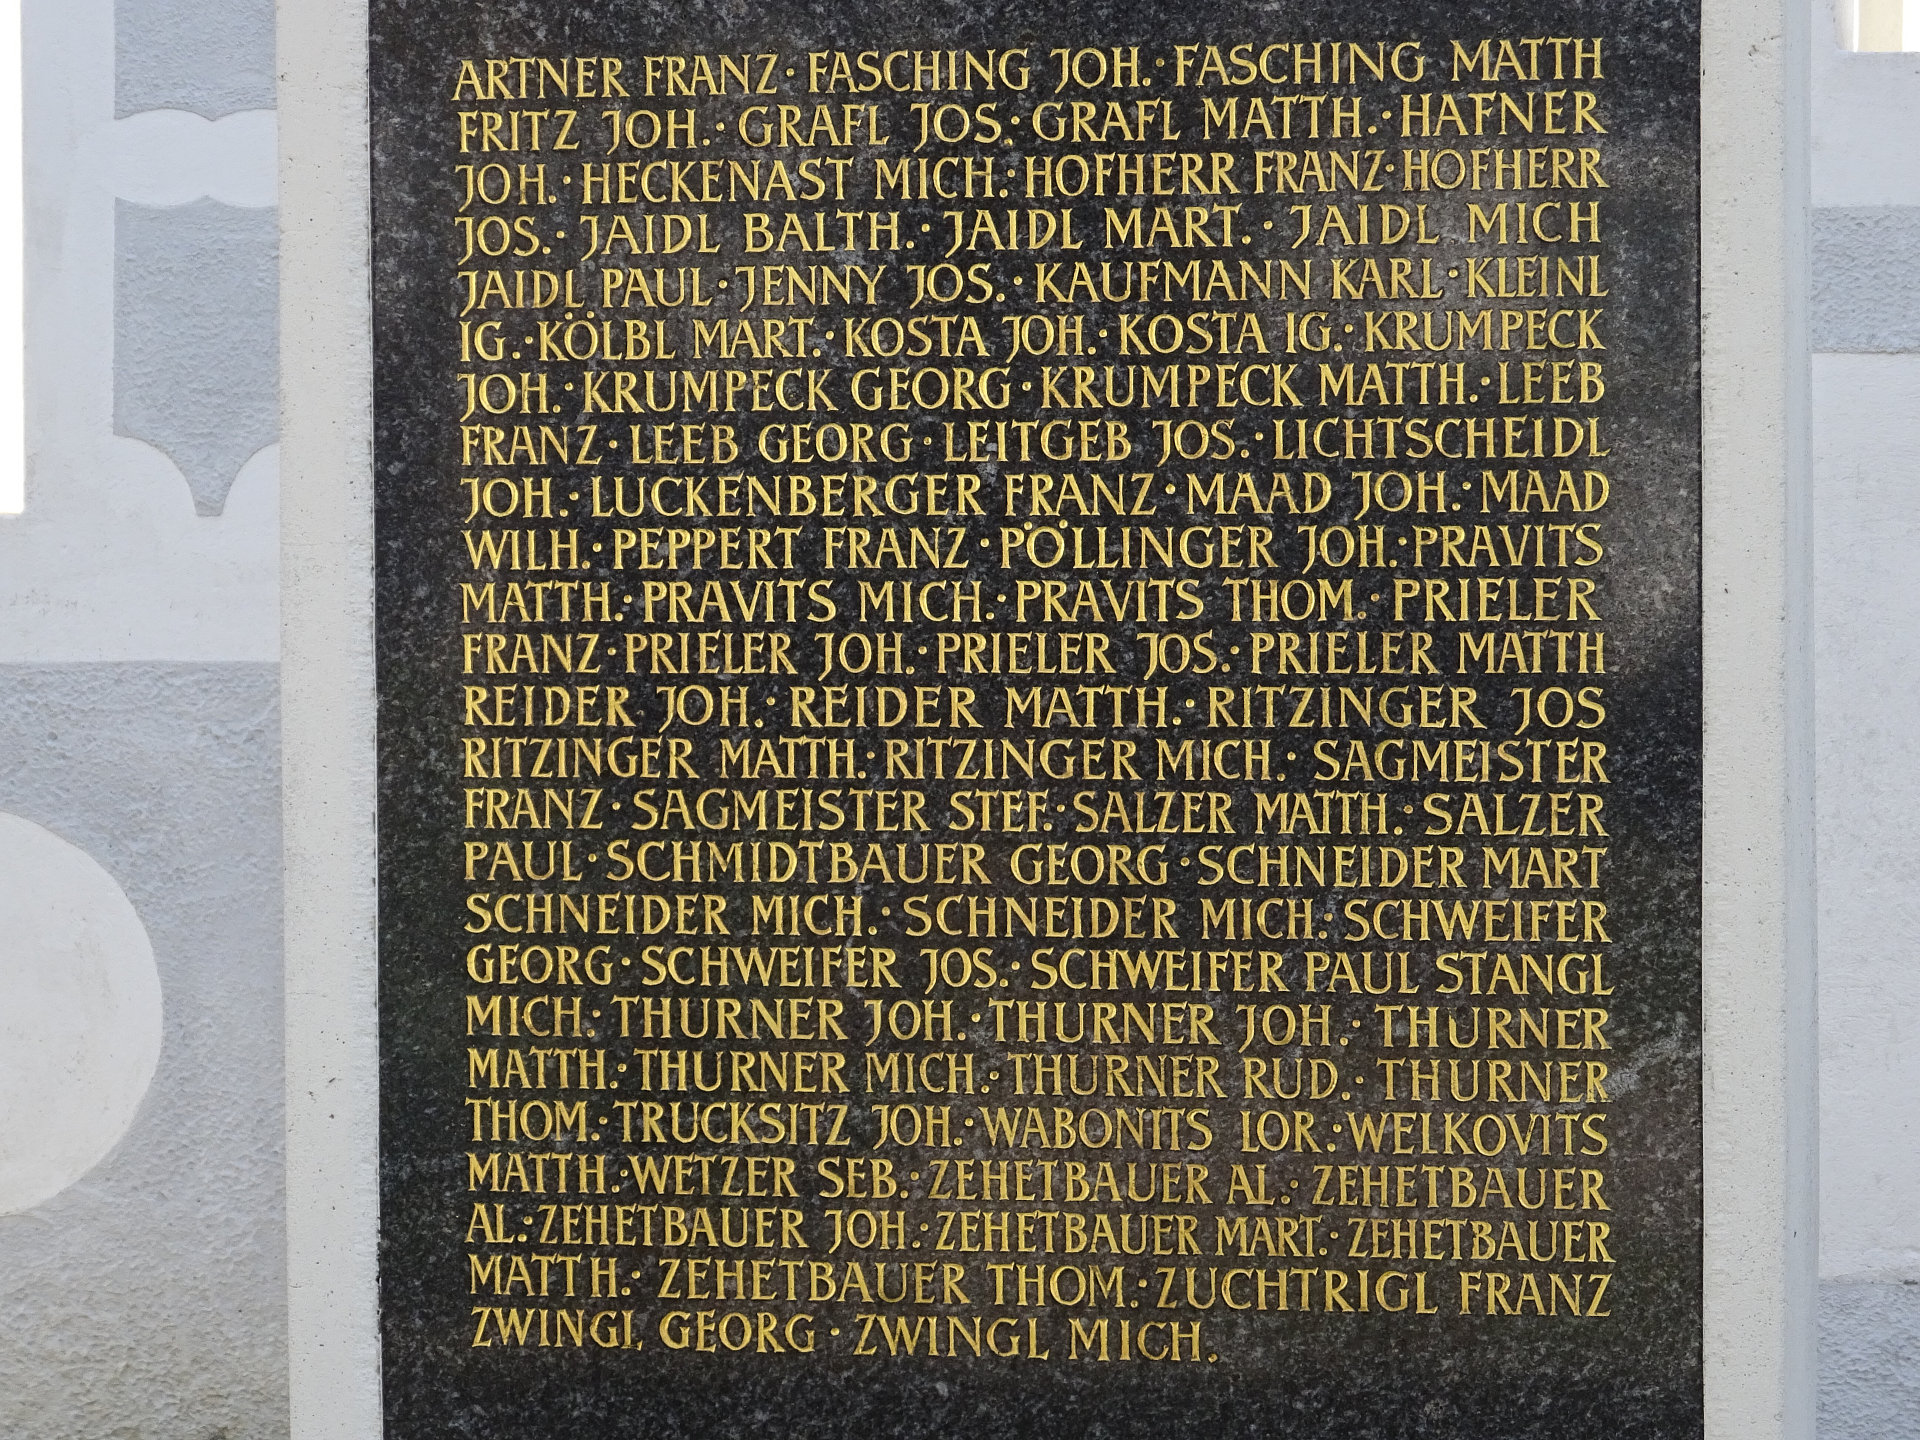 ARTNER FRANZ · FASCHING JOH. · FASCHING MATTH
FRITZ JOH. · GRAFL JOS. · GRAFL MATTH. · HAFNER
JOH. · HECKENAST MICH. · HOFHERR FRANZ · HOFHERR
JOS. · JAIDL BALTH. · JAIDL MART. · JAIDL MICH
JAIDL PAUL · JENNY JOS. · KAUFMANN KARL · KLEINL
IG. · KÖLBL MART. · KOSTA JOH. · KOSTA IG. · KRUMPECK
JOH. · KRUMPECK GEORG · KRUMPECK MATTH. · LEEB
FRANZ · LEEB GEORG · LEITGEB JOS. · LICHTSCHEIDL
JOH. · LUCKENBERGER FRANZ · MAAD JOH. · MAAD
WILH. · PEPPERT FRANZ · PÖLLINGER JOH. · PRAVITS
MATTH. · PRAVITS MICH. · PRAVITS THOM. · PRIELER
FRANZ · PRIELER JOH. · PRIELER JOS. · PRIELER MATTH
REIDER JOH. · REIDER MATTH. · RITZINGER JOS
RITZINGER MATTH. · RITZINGER MICH. · SAGMEISTER
FRANZ · SAGMEISTER STEF. · SALZER MATTH. · SALZER
PAUL · SCHMIDTBAUER GEORG · SCHNEIDER MART
SCHNEIDER MICH. · SCHNEIDER MICH. · SCHWEIFER
GEORG · SCHWEIFER JOS. · SCHWEIFER PAUL STANGL
MICH. · THURNER JOH. · THURNER JOH. · THURNER
MATTH. · THURNER MICH. · THURNER RUD. · THURNER
THOM. · TRUCKSITZ JOH. · WABONITS LOR. · WELKOVITS
MATTH. · WETZER SEB. · ZEHETBAUER AL. · ZEHETBAUER
AL. · ZEHETBAUER JOH. · ZEHETBAUER MART. · ZEHETBAUER
MATTH. · ZEHETBAUER THOM. · ZUCHTRIGL FRANZ
ZWINGL GEORG · ZWINGL MICH.